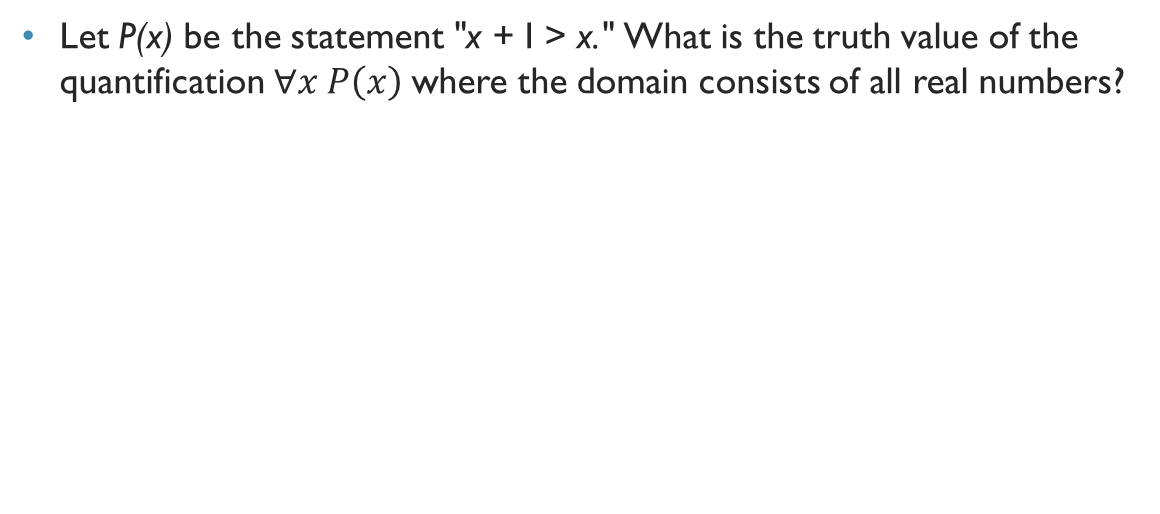 • Let P(x) be the statement "x + 1 > x." What is the truth value of the
quantification ∀x P(x) where the domain consists of all real numbers?